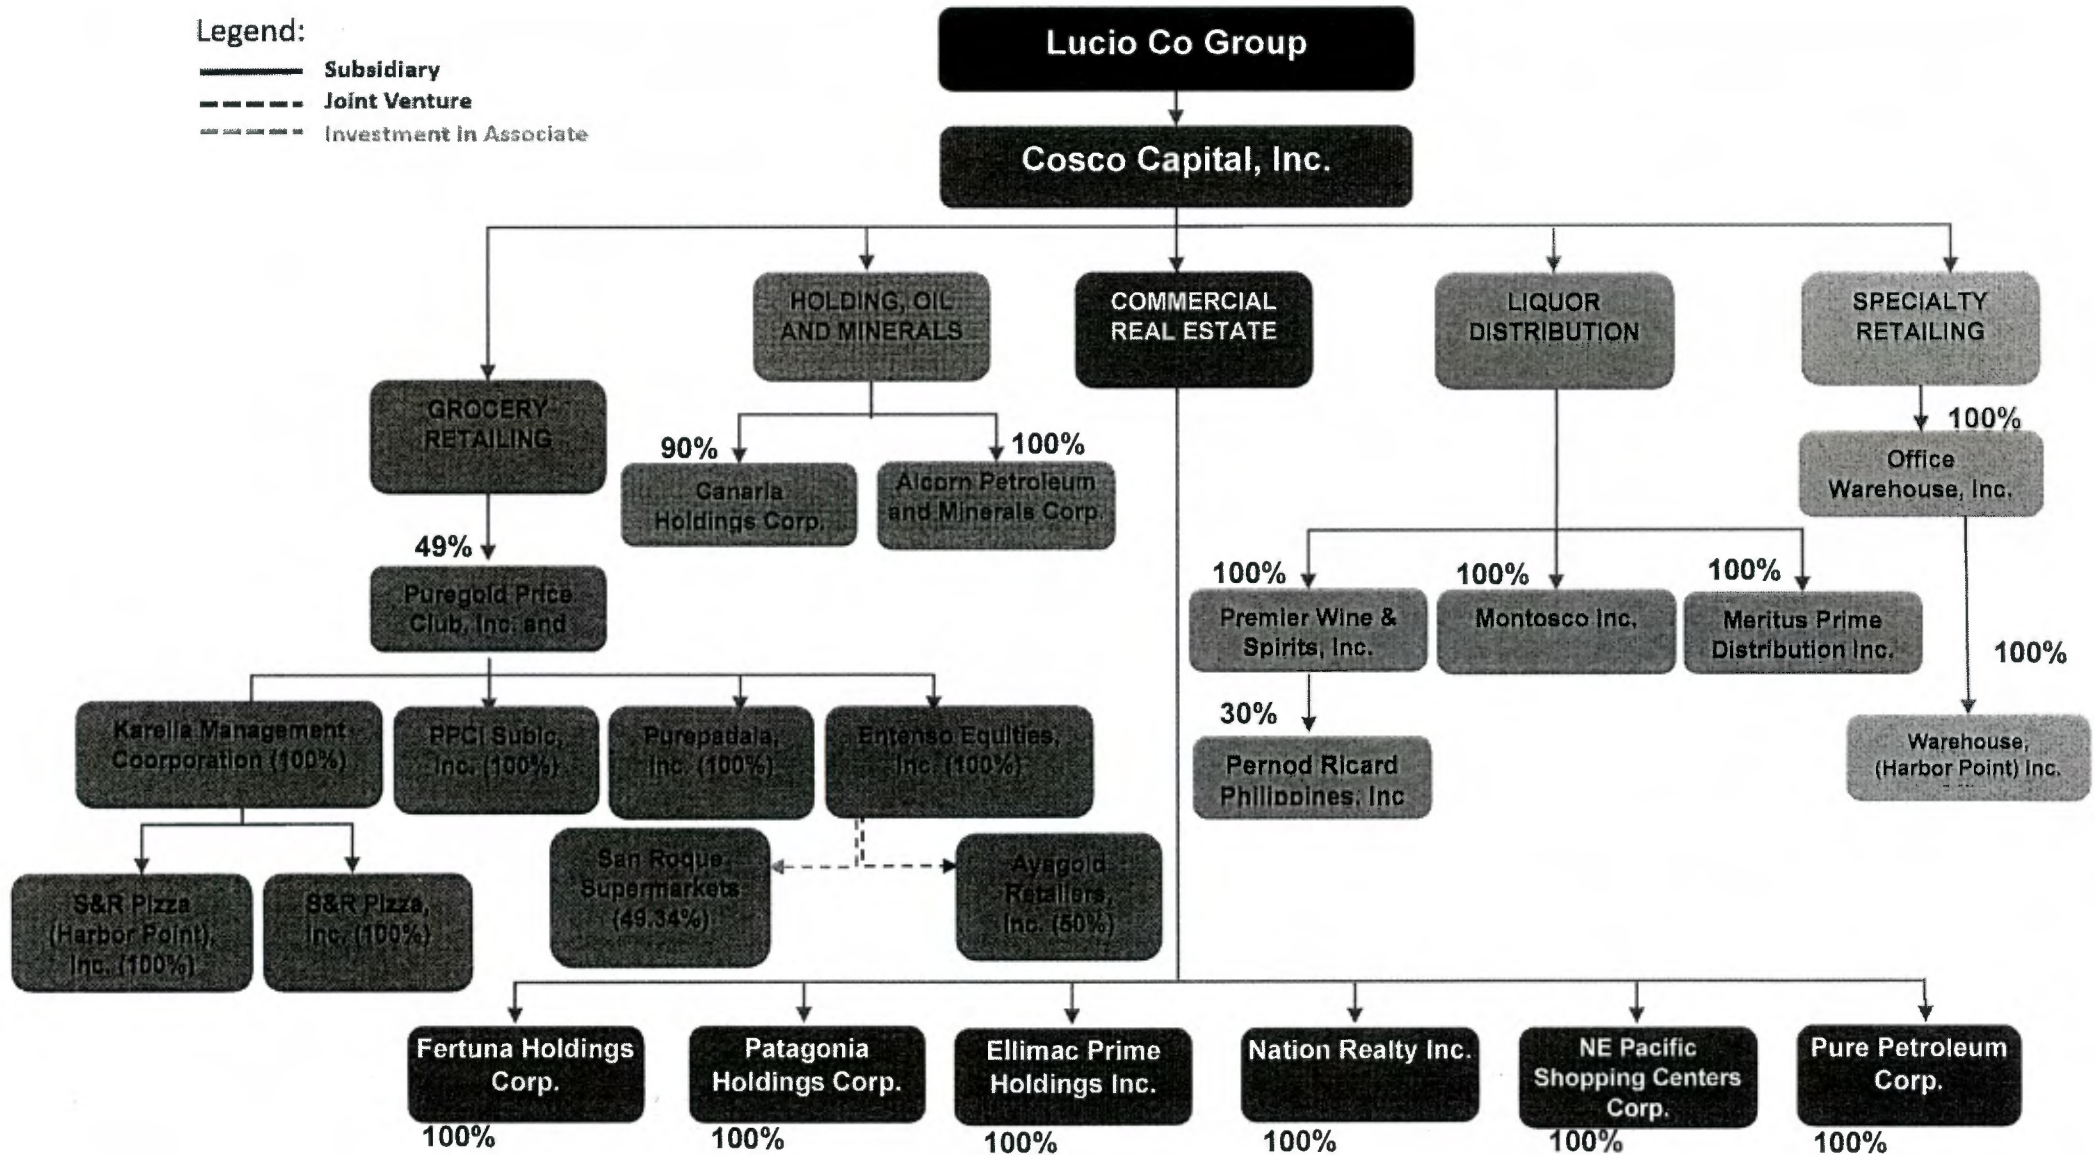 Legend:
Subsidiary
Joint Venture
Investment in Associate
Lucio Co Group
Cosco Capital, Inc.
HOLDING, OIL
AND MINERALS
COMMERCIAL
REAL ESTATE
LIQUOR
DISTRIBUTION
SPECIALTY
RETAILING
GROCERY
RETAILING
90%
100%
100%
Canaria
Holdings Corp.
Alcorn Petroleum
and Minerals Corp.
Office
Warehouse, Inc.
49%
Puregold Price
Club, Inc. and
100%
100%
100%
Premier Wine &
Spirits, Inc.
Montosco Inc.
Meritus Prime
Distribution Inc.
100%
Karella Management
Coorporation (100%)
PPCI Subic,
Inc. (100%)
Purepadala,
Inc. (100%)
Entenso Equities,
Inc. (100%)
30%
Pernod Ricard
Philippines, Inc
Warehouse,
(Harbor Point) Inc.
S&R Pizza
(Harbor Point),
Inc. (100%)
S&R Pizza,
Inc. (100%)
San Roque
Supermarkets
(49.34%)
Ayagold
Retailers,
Inc. (50%)
Fertuna Holdings
Corp.
Patagonia
Holdings Corp.
Ellimac Prime
Holdings Inc.
Nation Realty Inc.
NE Pacific
Shopping Centers
Corp.
Pure Petroleum
Corp.
100%
100%
100%
100%
100%
100%